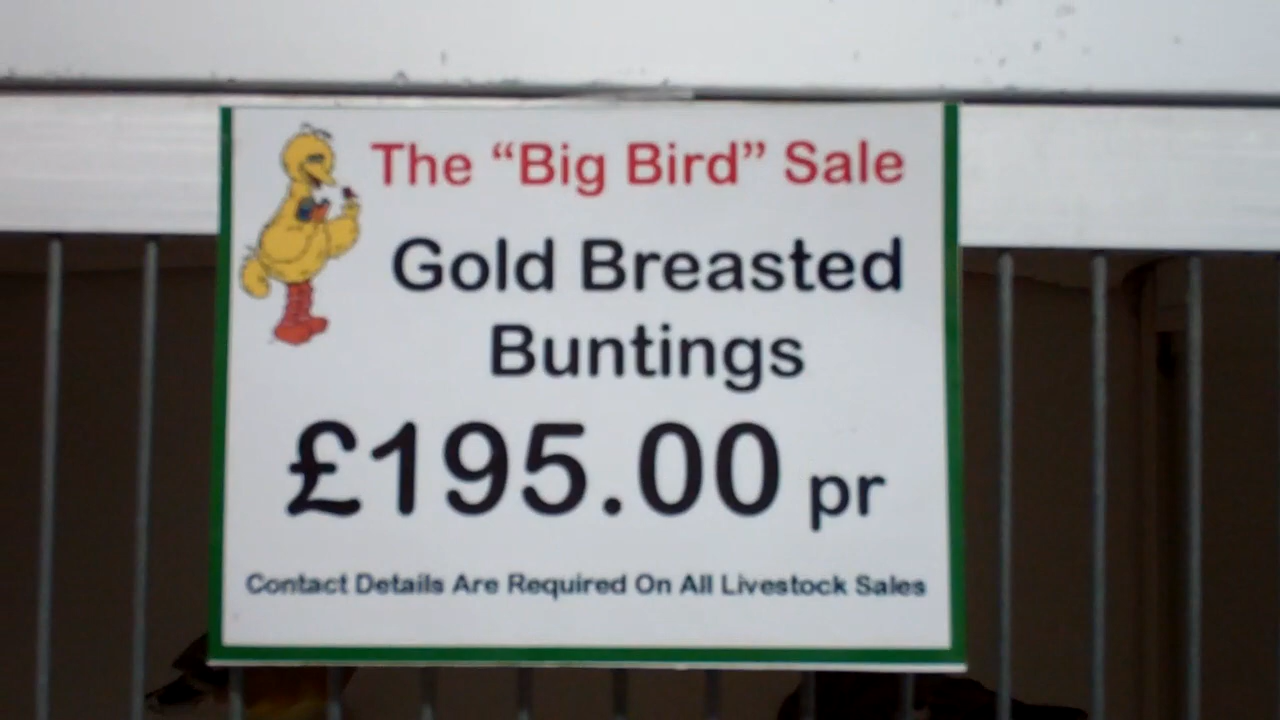 The “Big Bird” Sale
Gold Breasted
Buntings
£195.00 pr
Contact Details Are Required On All Livestock Sales